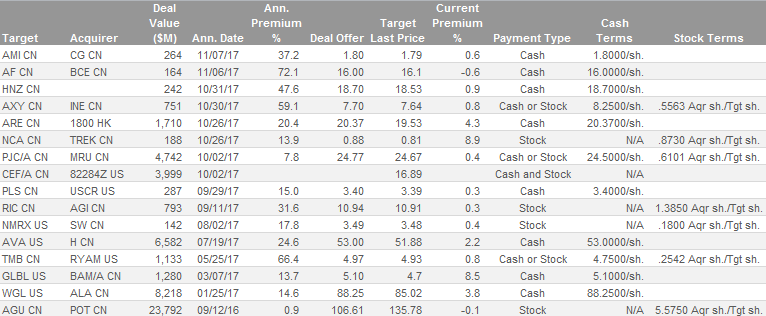 Deal Ann. Target Current
Value Premium Last Price Premium Cash
Target Acquirer ($M) Ann. Date % Deal Offer % Payment Type Terms Stock Terms
AMI CN CG CN 264 11/07/17 37.2 1.80 1.79 0.6 Cash 1.8000/sh.
AF CN BCE CN 164 11/06/17 72.1 16.00 16.1 -0.6 Cash 16.0000/sh.
HNZ CN 242 10/31/17 47.6 18.70 18.53 0.9 Cash 18.7000/sh.
AXY CN INE CN 751 10/30/17 59.1 7.70 7.64 0.8 Cash or Stock 8.2500/sh. .5563 Aqr sh./Tgt sh.
ARE CN 1800 HK 1,710 10/26/17 20.4 20.37 19.53 4.3 Cash 20.3700/sh.
NCA CN TREK CN 188 10/26/17 13.9 0.88 0.81 8.9 Stock N/A .8730 Aqr sh./Tgt sh.
PJC/A CN MRU CN 4,742 10/02/17 7.8 24.77 24.67 0.4 Cash or Stock 24.5000/sh. .6101 Aqr sh./Tgt sh.
CEF/A CN 82284Z US 3,999 10/02/17 16.89 Cash and Stock
PLS CN USCR US 287 09/29/17 15.0 3.40 3.39 0.3 Cash 3.4000/sh.
RIC CN AGI CN 793 09/11/17 31.6 10.94 10.91 0.3 Stock N/A 1.3850 Aqr sh./Tgt sh.
NMRX US SW CN 142 08/02/17 17.8 3.49 3.48 0.4 Stock N/A .1800 Aqr sh./Tgt sh.
AVA US H CN 6,582 07/19/17 24.6 53.00 51.88 2.2 Cash 53.0000/sh.
TMB CN RYAM US 1,133 05/25/17 66.4 4.97 4.93 0.8 Cash or Stock 4.7500/sh. .2542 Aqr sh./Tgt sh.
GLBL US BAM/A CN 1,280 03/07/17 13.7 5.10 4.7 8.5 Cash 5.1000/sh.
WGL US ALA CN 8,218 01/25/17 14.6 88.25 85.02 3.8 Cash 88.2500/sh.
AGU CN POT CN 23,792 09/12/16 0.9 106.61 135.78 -0.1 Stock N/A 5.5750 Aqr sh./Tgt sh.